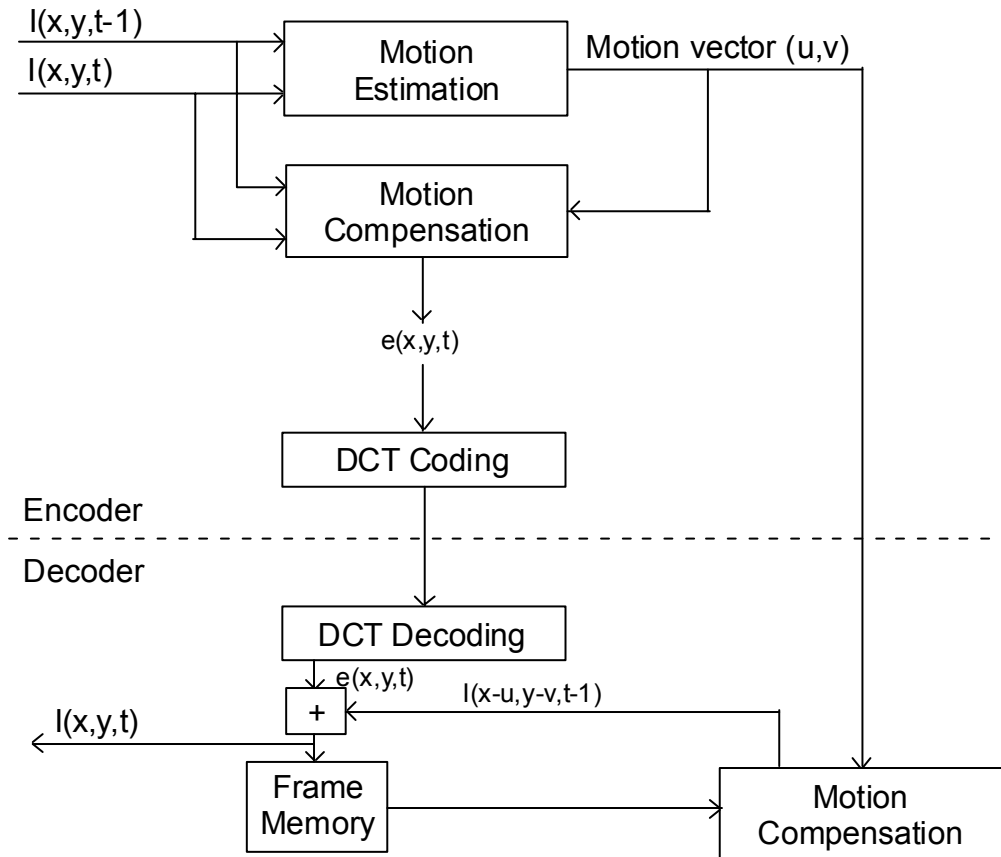 I(x,y,t-1)
I(x,y,t)
Motion
Estimation
Motion vector (u,v)
Motion
Compensation
e(x,y,t)
DCT Coding
Encoder
Decoder
DCT Decoding
e(x,y,t)
I(x-u,y-v,t-1)
+
I(x,y,t)
Frame
Memory
Motion
Compensation